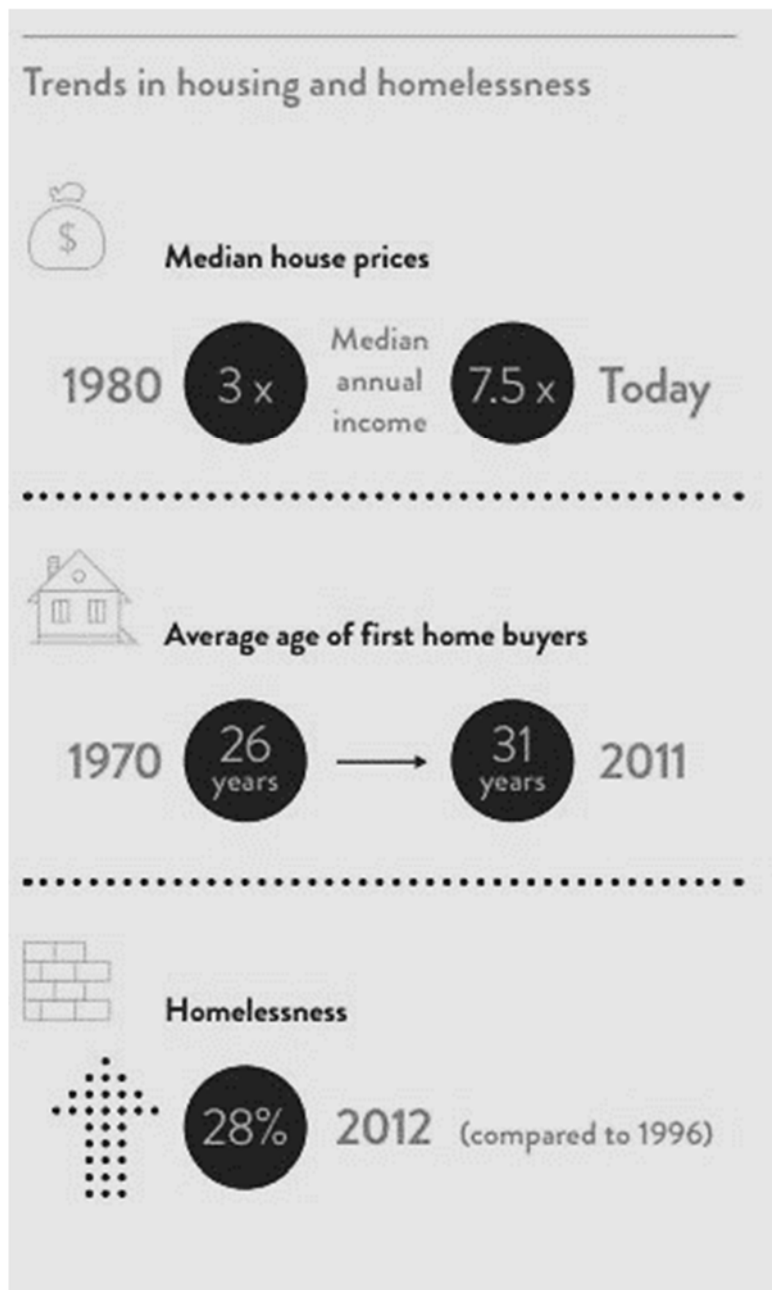 Trends in housing and homelessness
$
Median house prices
1980 3 x Median annual income 7.5 x Today
Average age of first home buyers
1970 26 years 31 years 2011
Homelessness
28% 2012 (compared to 1996)